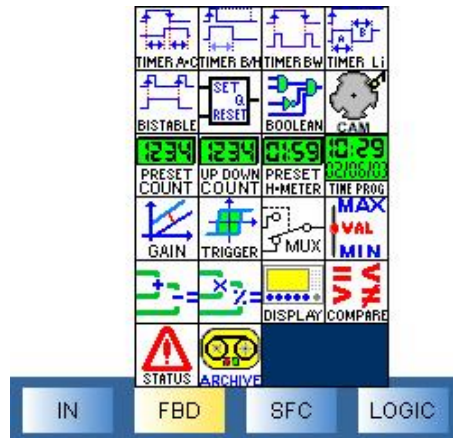 TIMER A-C TIMER B/H TIMER BW TIMER Li
A B
SET
Q
RESET
BISTABLE BOOLEAN CAM
1234 1234 01:59 10:29
02/06/03
PRESET COUNT UP DOWN COUNT PRESET H-METER TIME PROG
MAX
VAL
MIN
GAIN TRIGGER MUX
+ - =
× % =
DISPLAY COMPARE
STATUS ARCHIVE
IN FBD SFC LOGIC